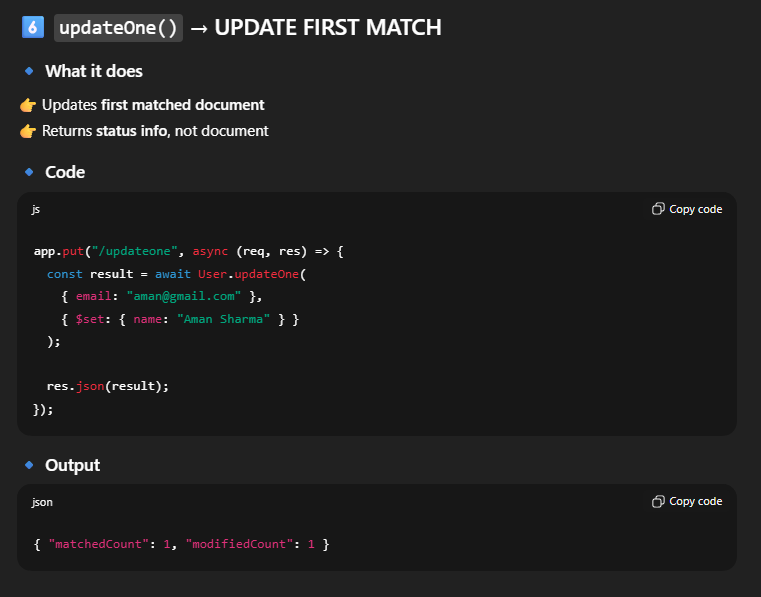 6 updateOne() → UPDATE FIRST MATCH
🔹 What it does
👉 Updates first matched document
👉 Returns status info, not document
🔹 Code
js
Copy code
app.put("/updateone", async (req, res) => {
  const result = await User.updateOne(
    { email: "aman@gmail.com" },
    { $set: { name: "Aman Sharma" } }
  );
  res.json(result);
});
🔹 Output
json
Copy code
{ "matchedCount": 1, "modifiedCount": 1 }